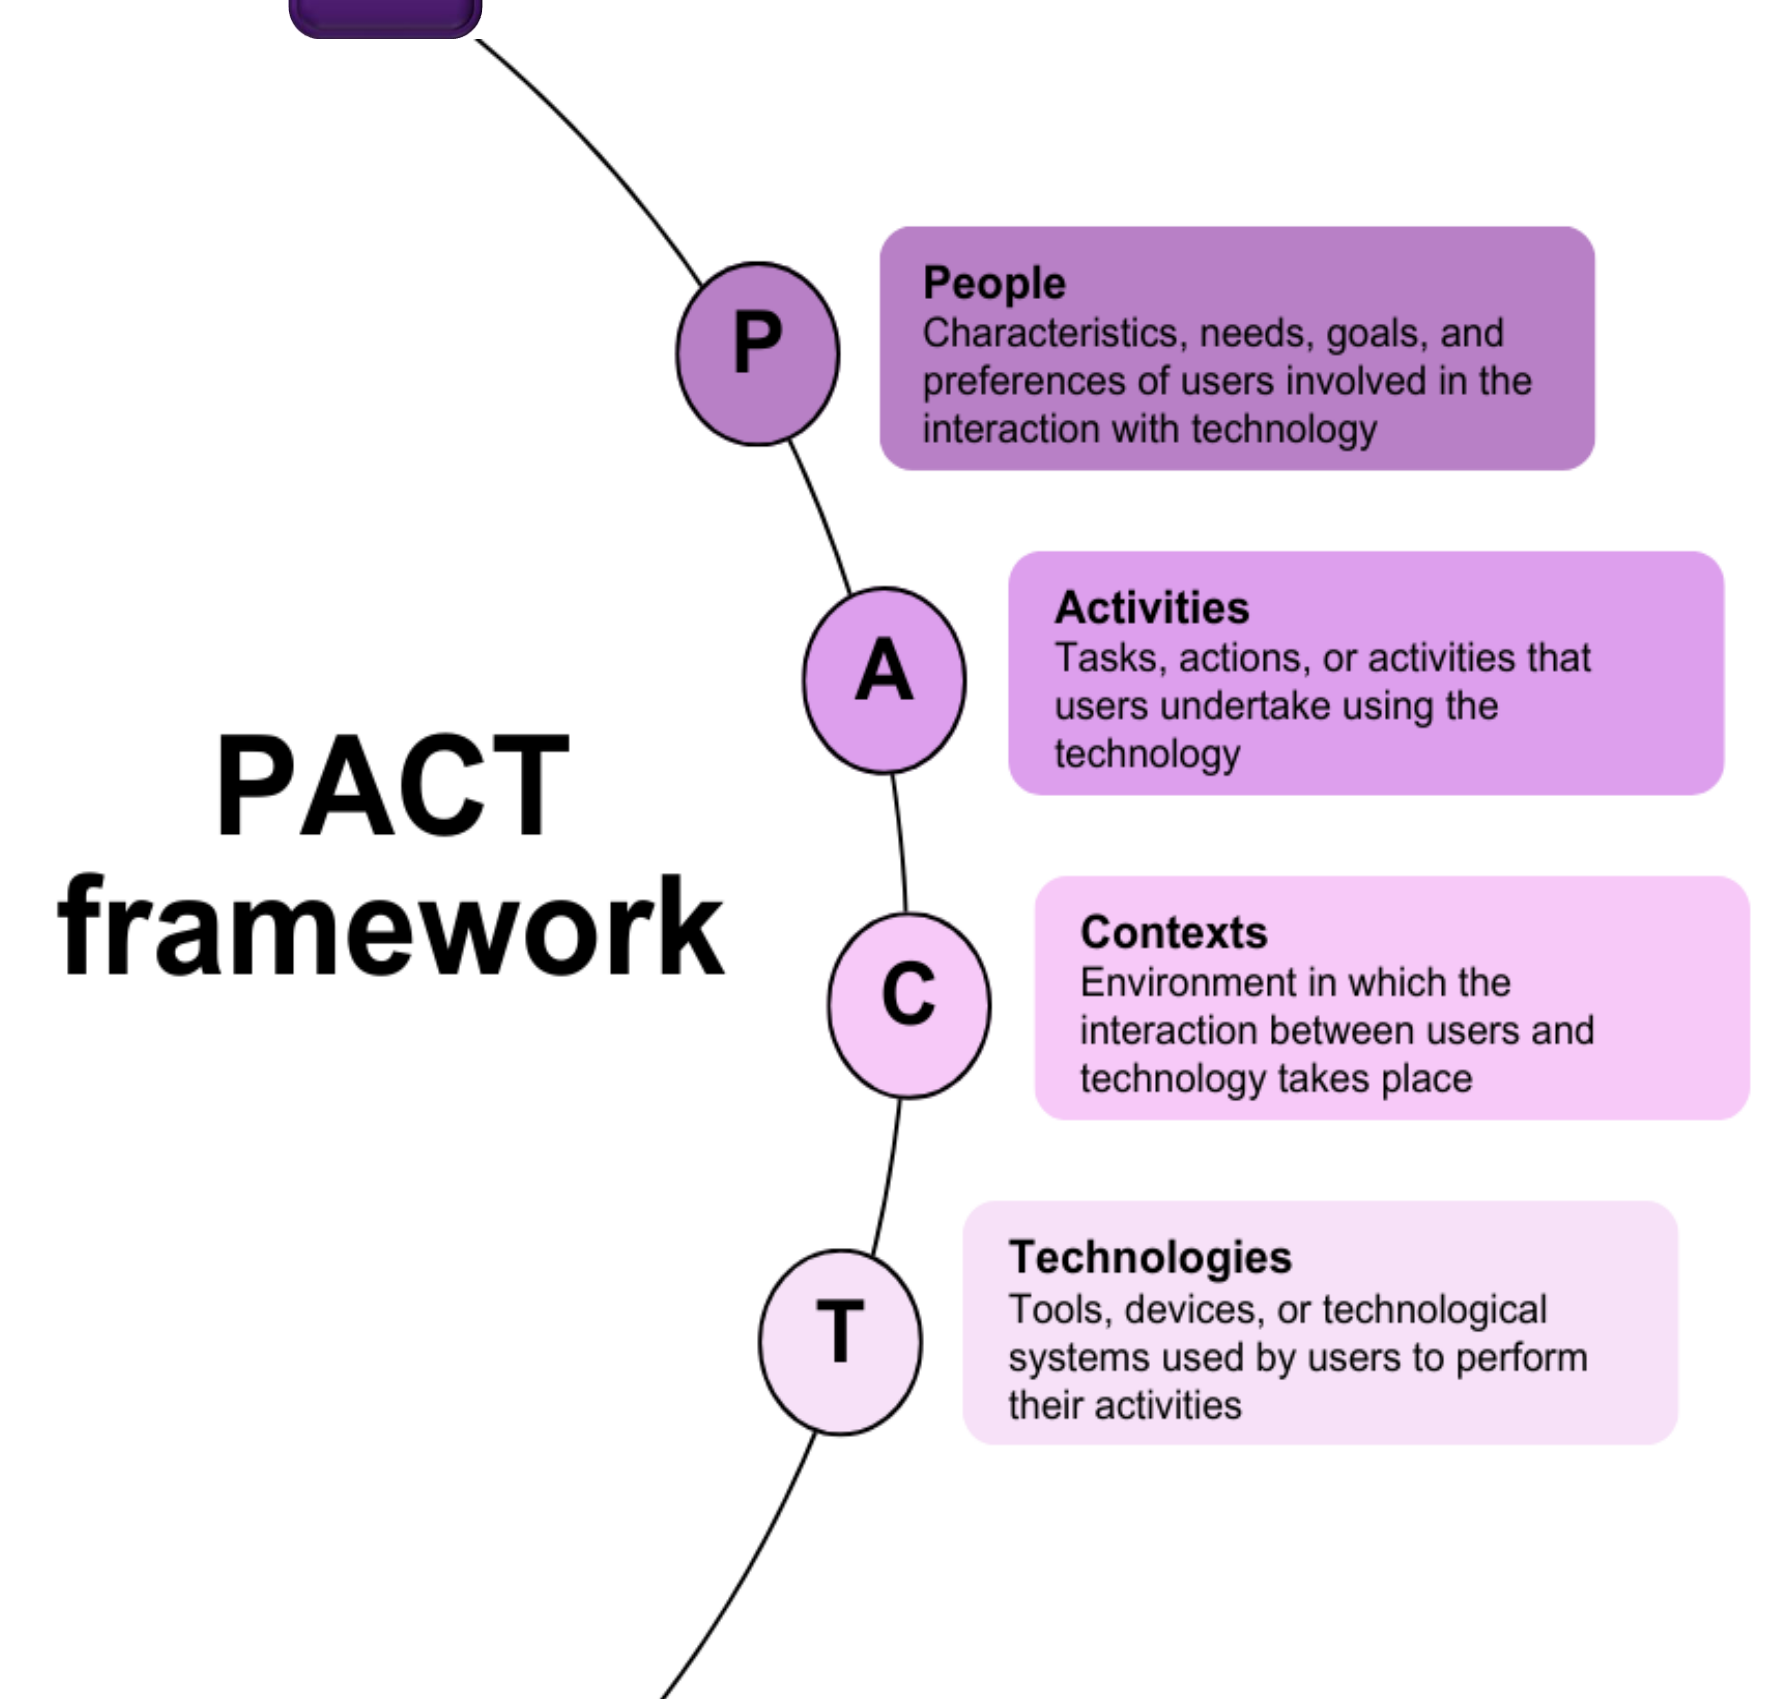 PACT
framework
P
People
Characteristics, needs, goals, and
preferences of users involved in the
interaction with technology
A
Activities
Tasks, actions, or activities that
users undertake using the
technology
C
Contexts
Environment in which the
interaction between users and
technology takes place
T
Technologies
Tools, devices, or technological
systems used by users to perform
their activities